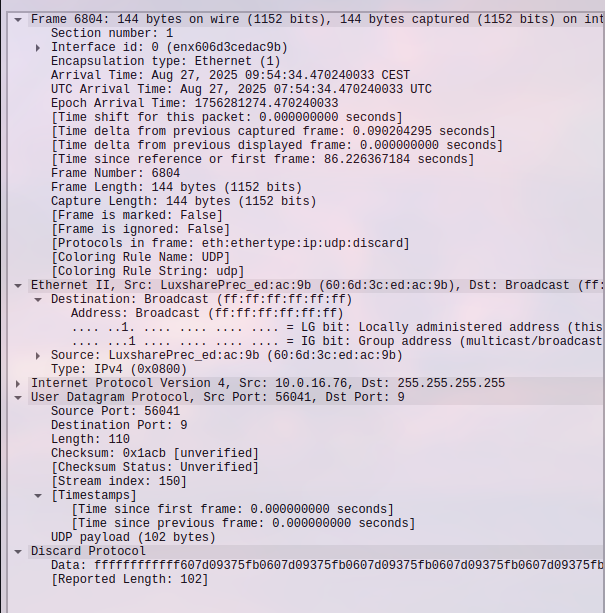 Frame 6804: 144 bytes on wire (1152 bits), 144 bytes captured (1152 bits) on int
Section number: 1
Interface id: 0 (enx606d3cedac9b)
Encapsulation type: Ethernet (1)
Arrival Time: Aug 27, 2025 09:54:34.470240033 CEST
UTC Arrival Time: Aug 27, 2025 07:54:34.470240033 UTC
Epoch Arrival Time: 1756281274.470240033
[Time shift for this packet: 0.000000000 seconds]
[Time delta from previous captured frame: 0.090204295 seconds]
[Time delta from previous displayed frame: 0.000000000 seconds]
[Time since reference or first frame: 86.226367184 seconds]
Frame Number: 6804
Frame Length: 144 bytes (1152 bits)
Capture Length: 144 bytes (1152 bits)
[Frame is marked: False]
[Frame is ignored: False]
[Protocols in frame: eth:ethertype:ip:udp:discard]
[Coloring Rule Name: UDP]
[Coloring Rule String: udp]
Ethernet II, Src: LuxsharePrec_ed:ac:9b (60:6d:3c:ed:ac:9b), Dst: Broadcast (ff:
Destination: Broadcast (ff:ff:ff:ff:ff:ff)
Address: Broadcast (ff:ff:ff:ff:ff:ff)
.... ..1. .... .... .... .... = LG bit: Locally administered address (this
.... ...1 .... .... .... .... = IG bit: Group address (multicast/broadcast
Source: LuxsharePrec_ed:ac:9b (60:6d:3c:ed:ac:9b)
Type: IPv4 (0x0800)
Internet Protocol Version 4, Src: 10.0.16.76, Dst: 255.255.255.255
User Datagram Protocol, Src Port: 56041, Dst Port: 9
Source Port: 56041
Destination Port: 9
Length: 110
Checksum: 0x1acb [unverified]
[Checksum Status: Unverified]
[Stream index: 150]
[Timestamps]
[Time since first frame: 0.000000000 seconds]
[Time since previous frame: 0.000000000 seconds]
UDP payload (102 bytes)
Discard Protocol
Data: ffffffffffff607d09375fb0607d09375fb0607d09375fb0607d09375fb0607d09375fb
[Reported Length: 102]